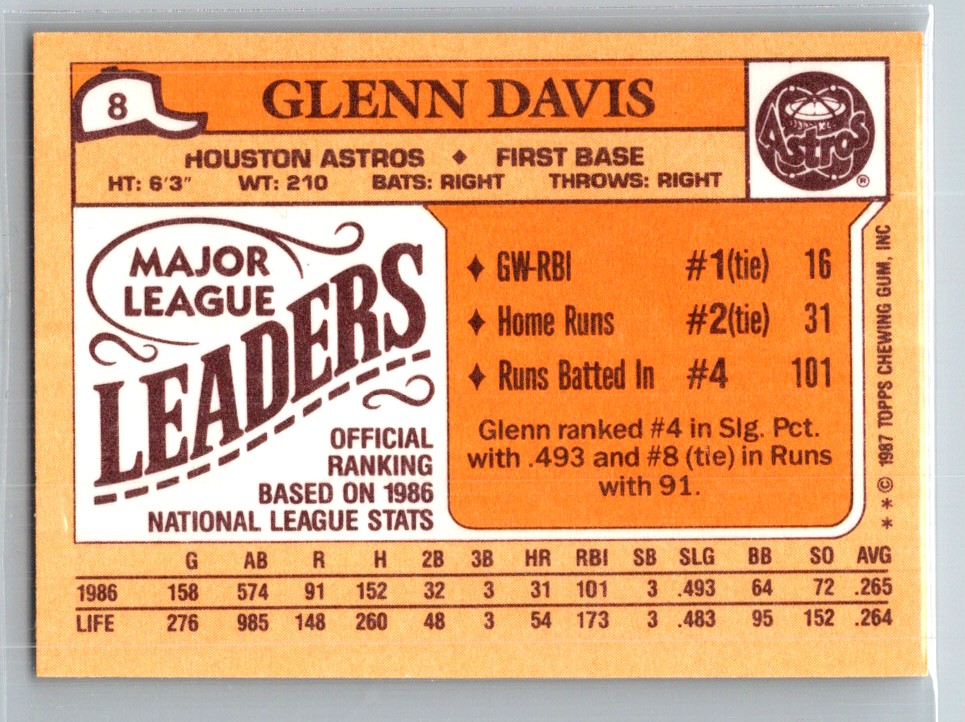 8
GLENN DAVIS
Astros
®
HOUSTON ASTROS ♦ FIRST BASE
HT: 6'3" WT: 210 BATS: RIGHT THROWS: RIGHT
MAJOR
LEAGUE
LEADERS
OFFICIAL
RANKING
BASED ON 1986
NATIONAL LEAGUE STATS
♦ GW-RBI #1(tie) 16
♦ Home Runs #2(tie) 31
♦ Runs Batted In #4 101
Glenn ranked #4 in Slg. Pct.
with .493 and #8 (tie) in Runs
with 91.
* * © 1987 TOPPS CHEWING GUM, INC
G AB R H 2B 3B HR RBI SB SLG BB SO AVG
1986 158 574 91 152 32 3 31 101 3 .493 64 72 .265
LIFE 276 985 148 260 48 3 54 173 3 .483 95 152 .264